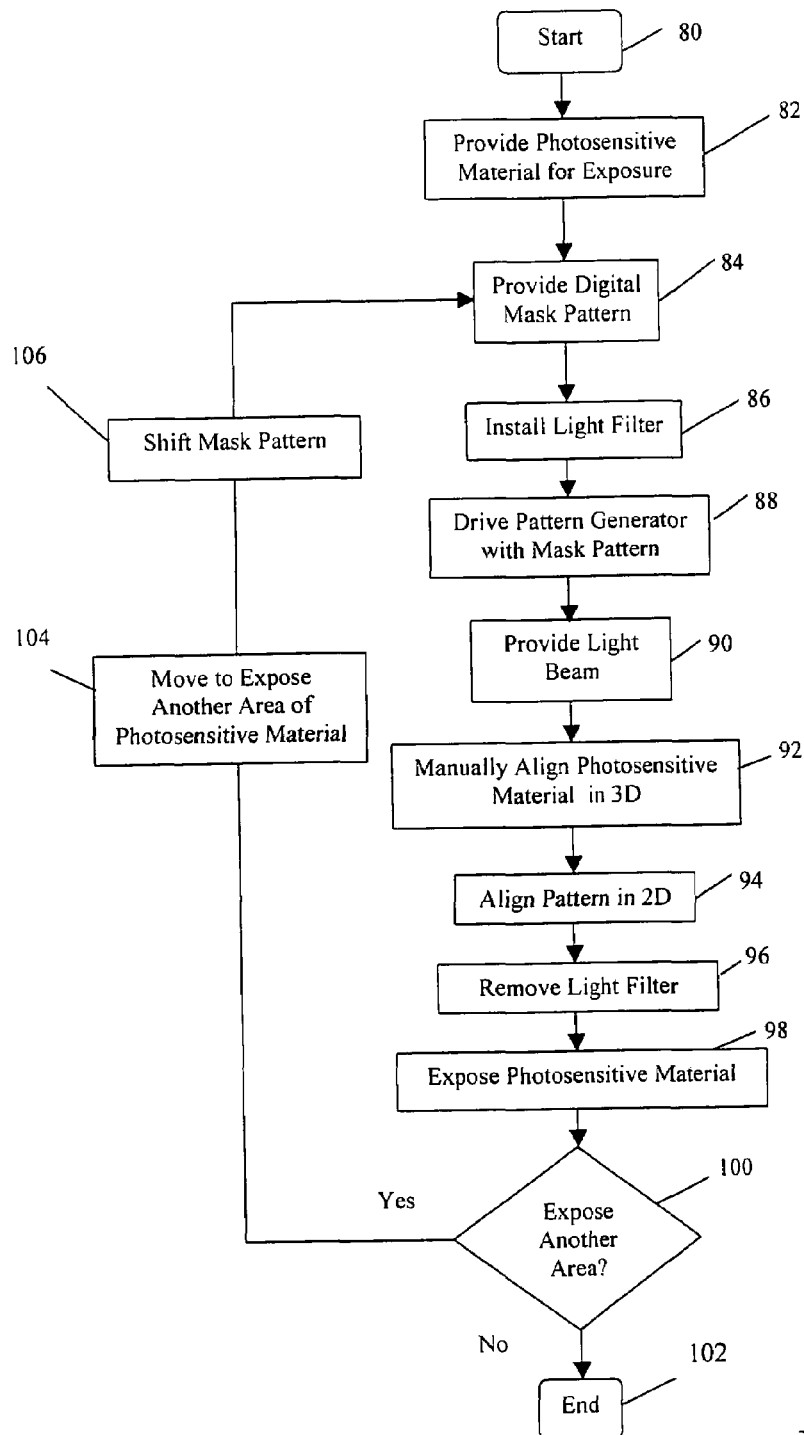 Start
80
82
Provide Photosensitive
Material for Exposure
84
Provide Digital
Mask Pattern
106
86
Shift Mask Pattern
Install Light Filter
88
Drive Pattern Generator
with Mask Pattern
104
Provide Light
Beam
90
Move to Expose
Another Area of
Photosensitive Material
Manually Align Photosensitive
Material in 3D
92
Align Pattern in 2D
94
96
Remove Light Filter
98
Expose Photosensitive Material
100
Yes
Expose
Another
Area?
No
102
End